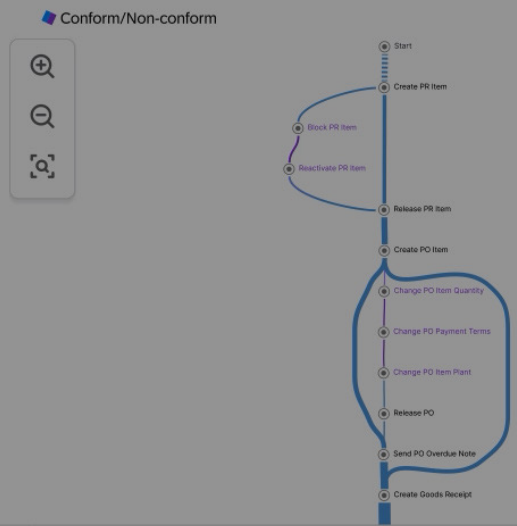 Conform/Non-conform
Start
Create PR Item
Block PR Item
Reactivate PR Item
Release PR Item
Create PO Item
Change PO Item Quantity
Change PO Payment Terms
Change PO Item Plant
Release PO
Send PO Overdue Note
Create Goods Receipt